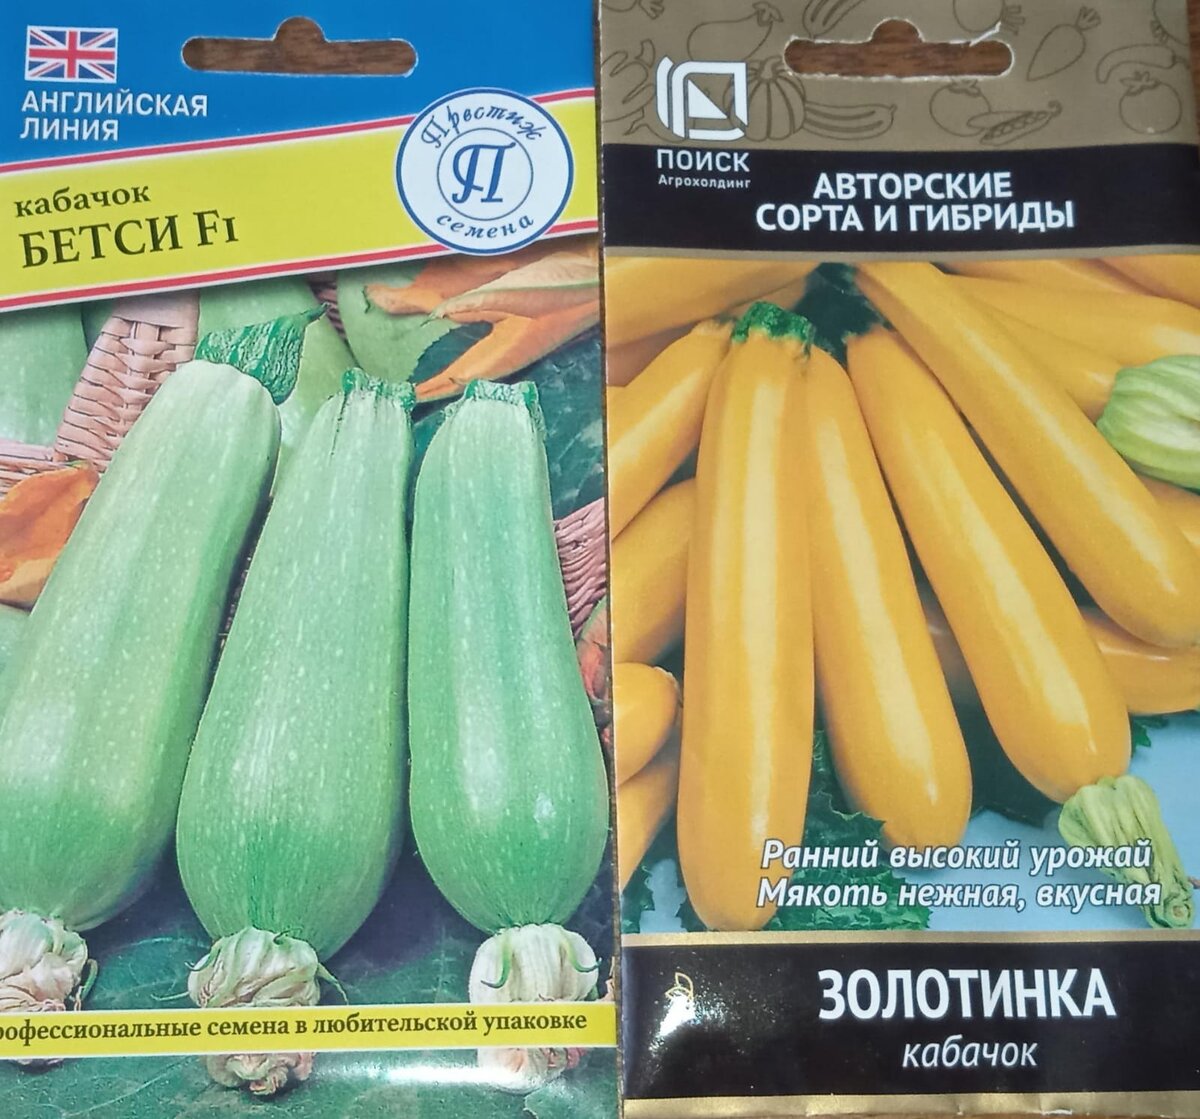 АНГЛИЙСКАЯ
ЛИНИЯ
Престиж
П
семена
кабачок
БЕТСИ F1
рофессиональные семена в любительской упаковке
ПОИСК
Агрохолдинг
АВТОРСКИЕ
СОРТА И ГИБРИДЫ
Ранний высокий урожай
Мякоть нежная, вкусная
ЗОЛОТИНКА
кабачок